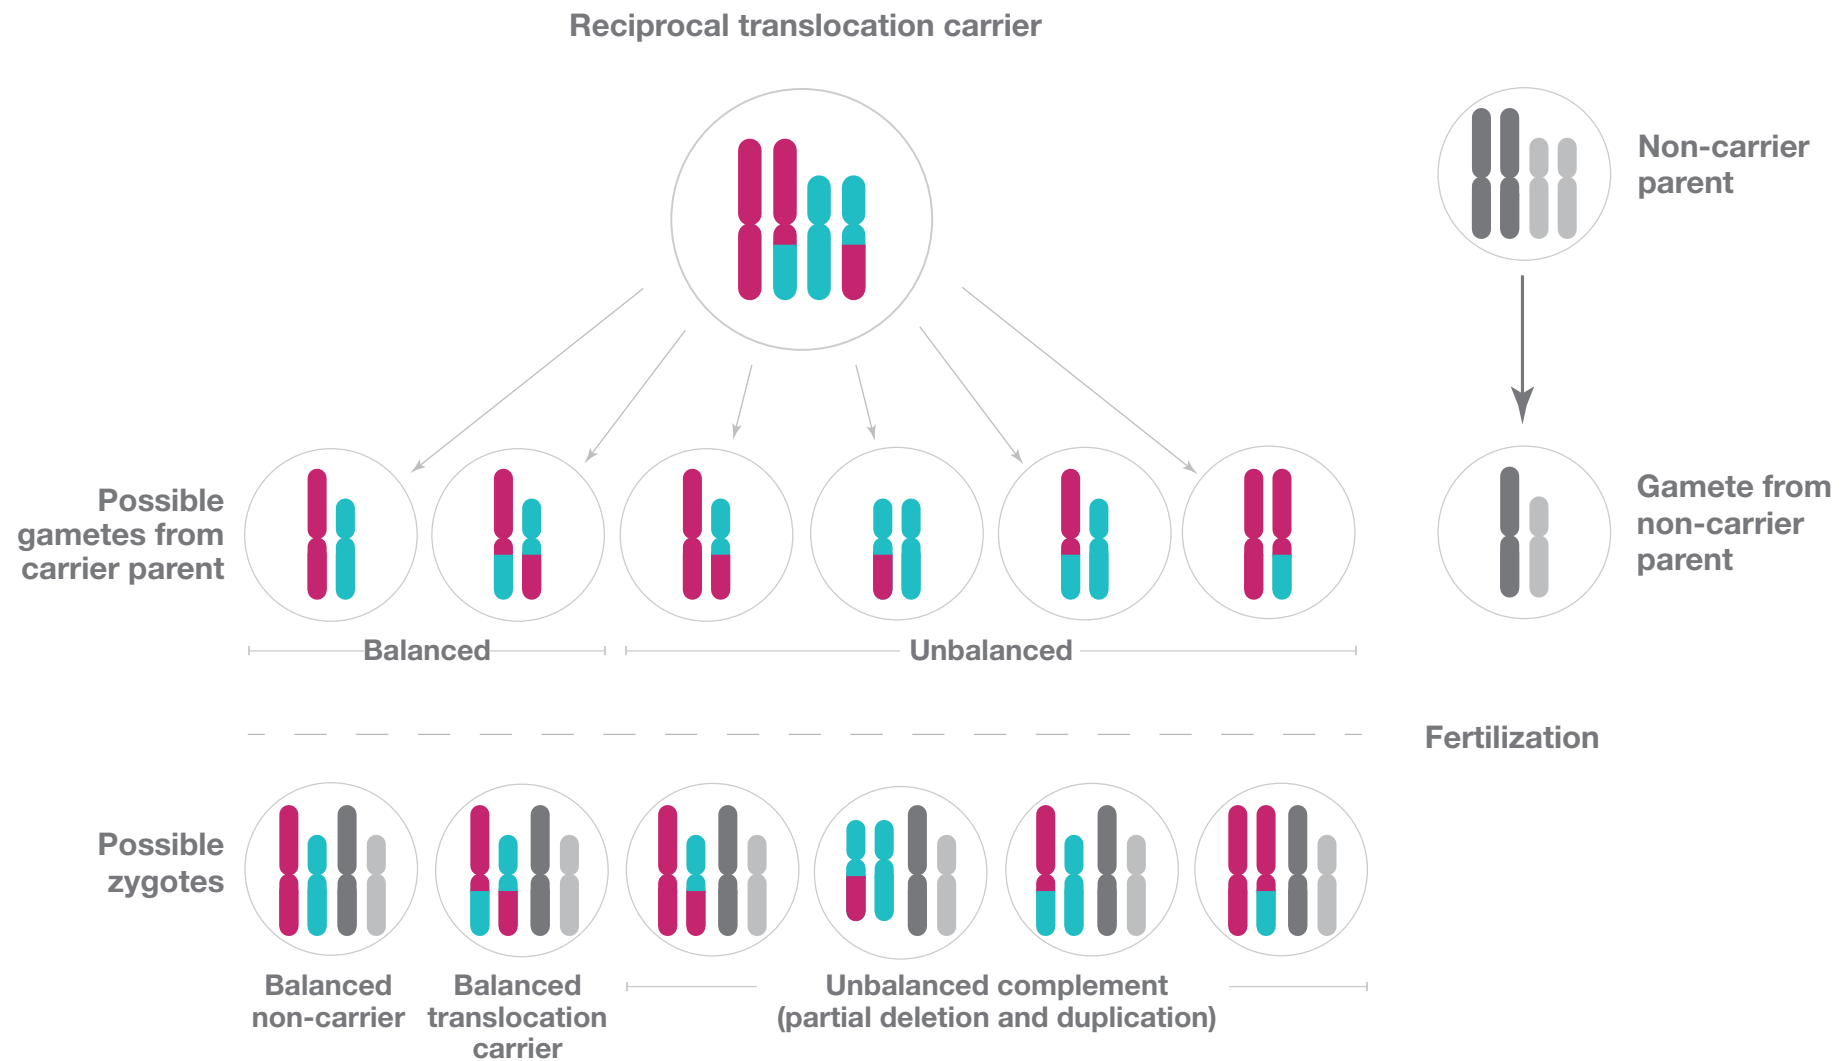 Reciprocal translocation carrier
Non-carrier
parent
Possible
gametes from
carrier parent
Gamete from
non-carrier
parent
Balanced
Unbalanced
Fertilization
Possible
zygotes
Balanced
non-carrier
Balanced
translocation
carrier
Unbalanced complement
(partial deletion and duplication)